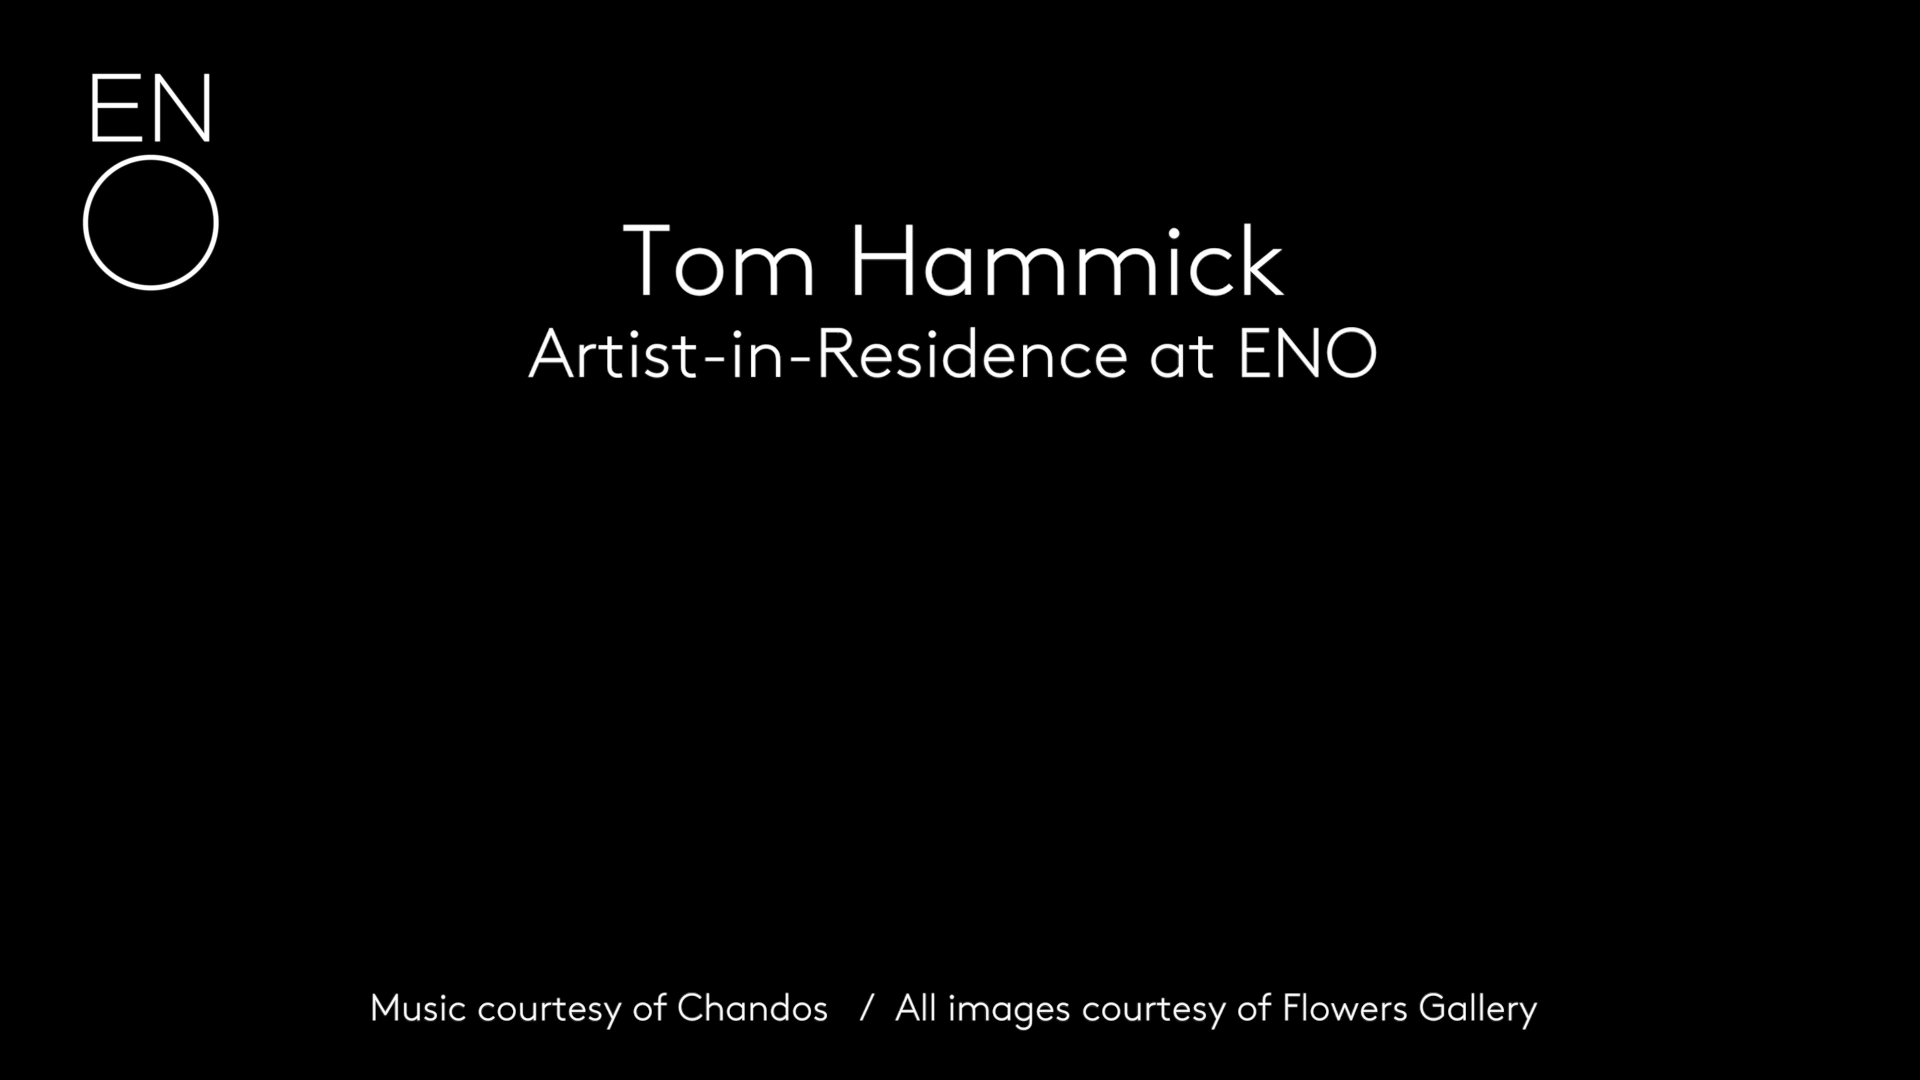 EN
O
Tom Hammick
Artist-in-Residence at ENO
Music courtesy of Chandos / All images courtesy of Flowers Gallery